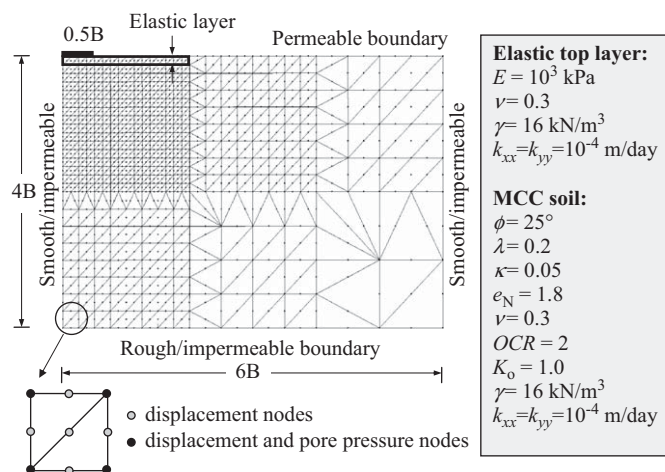 Elastic layer
0.5B
Permeable boundary
Smooth/impermeable
4B
Smooth/impermeable
Rough/impermeable boundary
6B
displacement nodes
displacement and pore pressure nodes
Elastic top layer:
E = 10³ kPa
ν= 0.3
γ= 16 kN/m³
kₓₓ=kᵧᵧ=10⁻⁴ m/day
MCC soil:
ϕ= 25°
λ= 0.2
κ= 0.05
e_N = 1.8
ν= 0.3
OCR = 2
Kₒ = 1.0
γ= 16 kN/m³
kₓₓ=kᵧᵧ=10⁻⁴ m/day